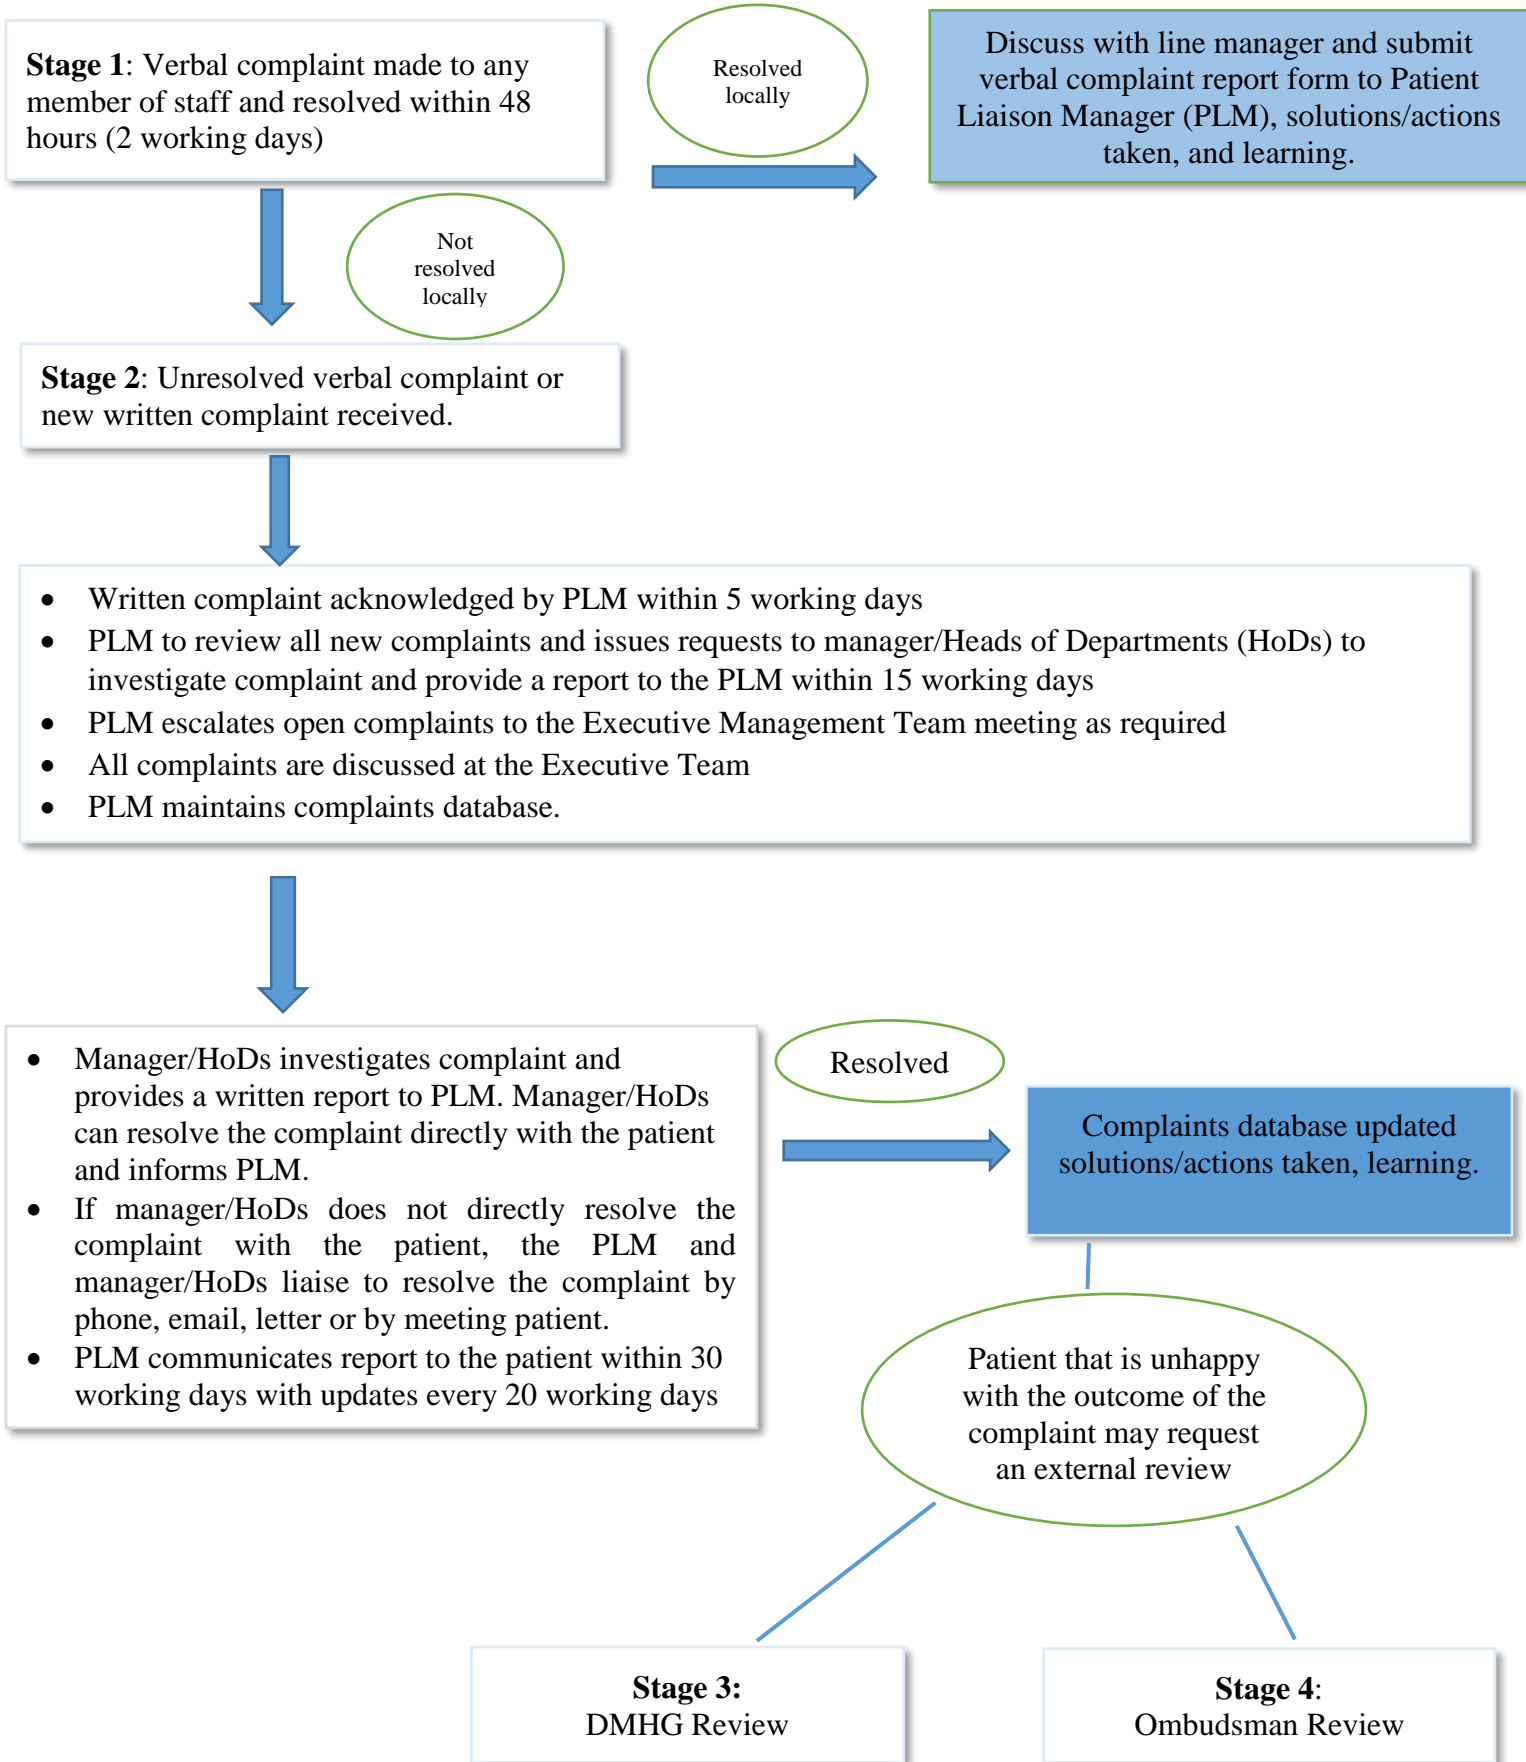 Stage 1: Verbal complaint made to any
member of staff and resolved within 48
hours (2 working days)
Resolved
locally
Discuss with line manager and submit
verbal complaint report form to Patient
Liaison Manager (PLM), solutions/actions
taken, and learning.
Not
resolved
locally
Stage 2: Unresolved verbal complaint or
new written complaint received.
• Written complaint acknowledged by PLM within 5 working days
• PLM to review all new complaints and issues requests to manager/Heads of Departments (HoDs) to
investigate complaint and provide a report to the PLM within 15 working days
• PLM escalates open complaints to the Executive Management Team meeting as required
• All complaints are discussed at the Executive Team
• PLM maintains complaints database.
• Manager/HoDs investigates complaint and
provides a written report to PLM. Manager/HoDs
can resolve the complaint directly with the patient
and informs PLM.
• If manager/HoDs does not directly resolve the
complaint with the patient, the PLM and
manager/HoDs liaise to resolve the complaint by
phone, email, letter or by meeting patient.
• PLM communicates report to the patient within 30
working days with updates every 20 working days
Resolved
Complaints database updated
solutions/actions taken, learning.
Patient that is unhappy
with the outcome of the
complaint may request
an external review
Stage 3:
DMHG Review
Stage 4:
Ombudsman Review